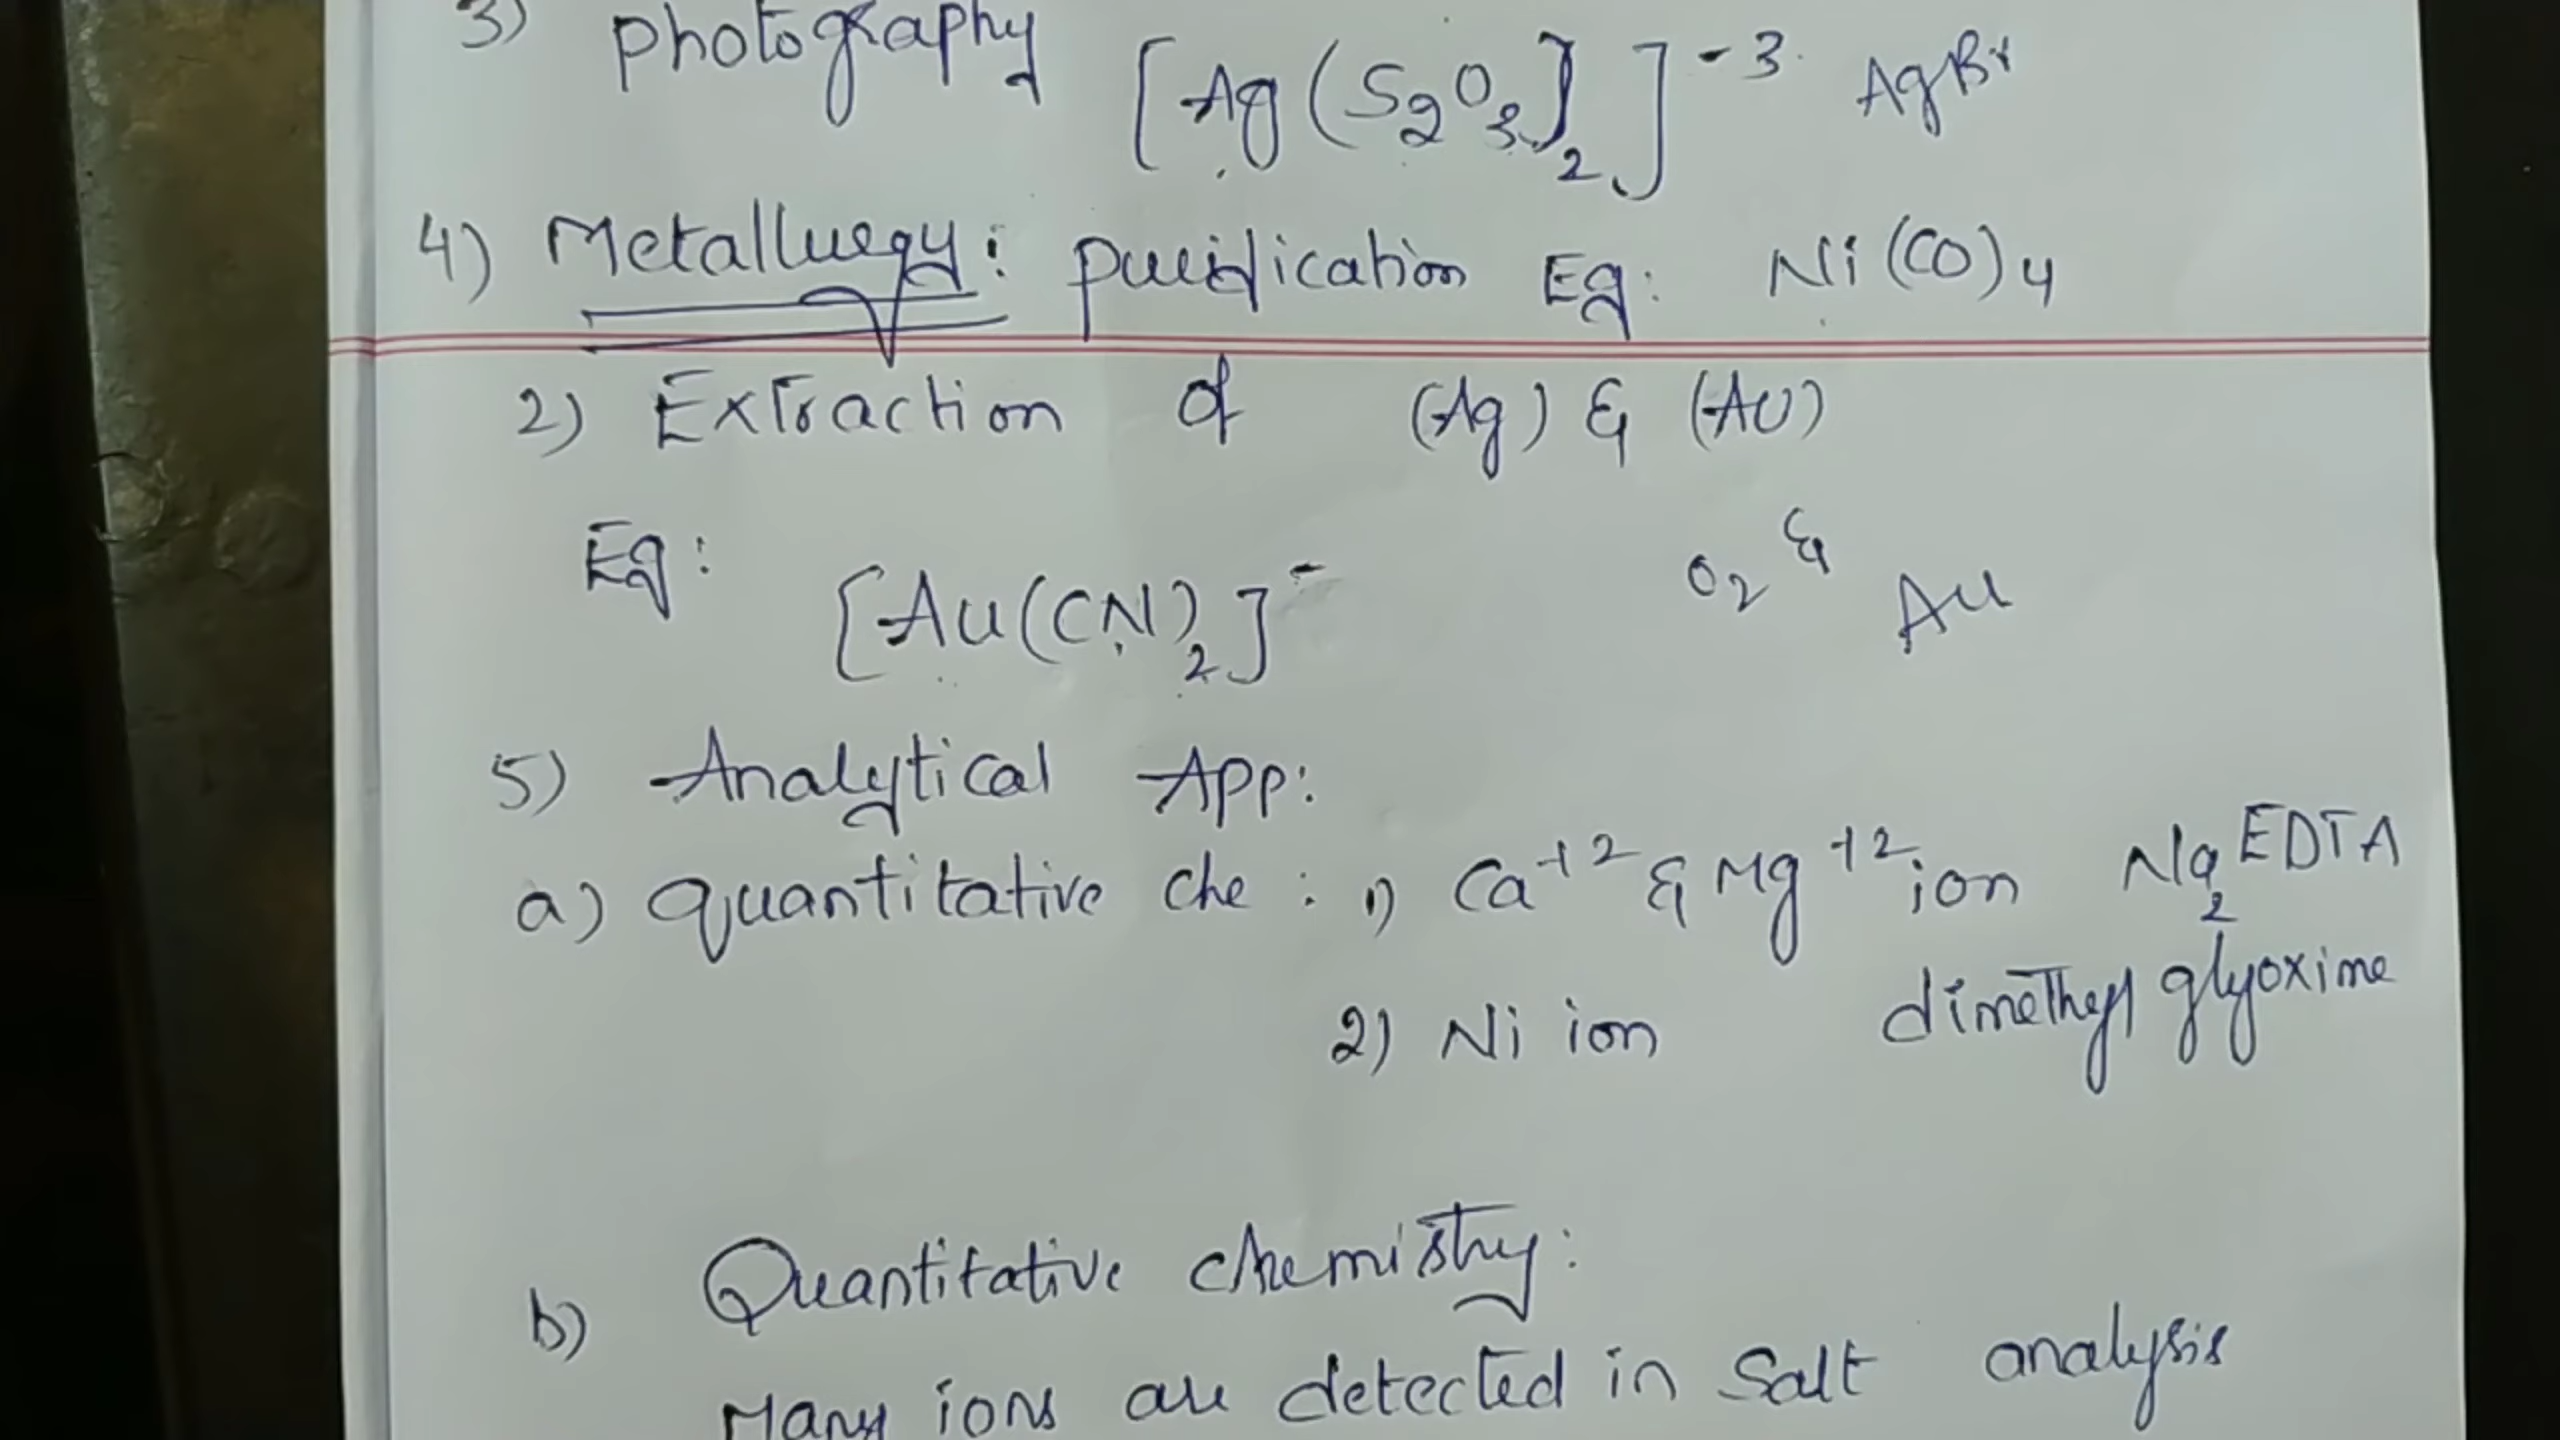 3) photography [Ag(S2O3)2]-3 AgBr
4) Metallurgy: purification Eg: Ni(CO)4
2) Extraction of (Ag) & (AU)
Eg: [Au(CN)2]- O2 & Au
5) Analytical App:
a) quantitative che : 1) Ca+2 & Mg+2 ion Na2EDTA
2) Ni ion dimethyl glyoxime
b) Quantitative chemistry:
Many ions are detected in Salt analysis